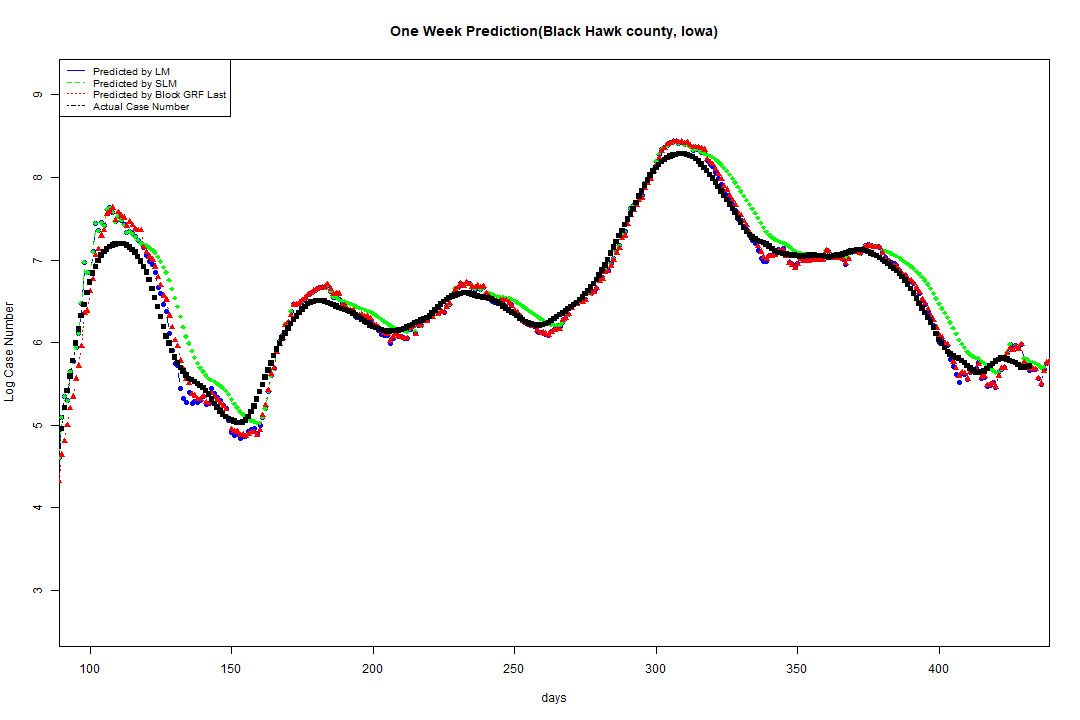 One Week Prediction(Black Hawk county, Iowa)
Predicted by LM
Predicted by SLM
Predicted by Block GRF Last
Actual Case Number
Log Case Number
9
8
7
6
5
4
3
100 150 200 250 300 350 400
days